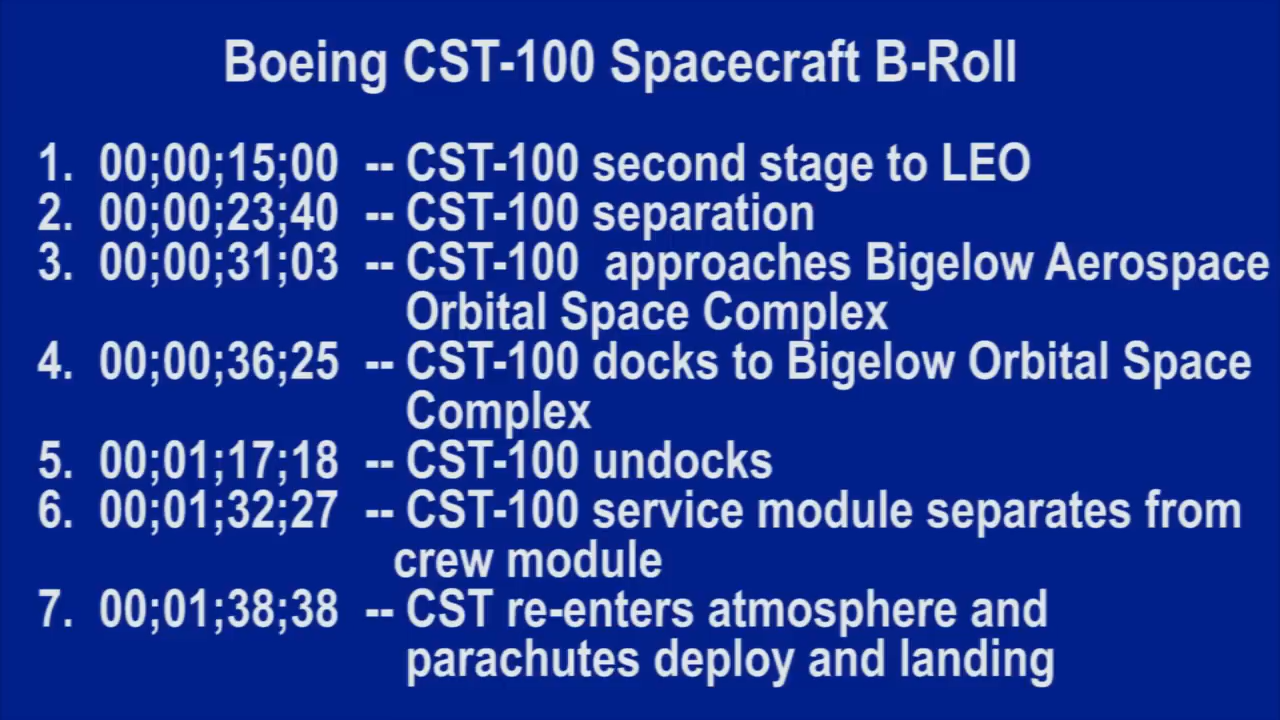 Boeing CST-100 Spacecraft B-Roll
1. 00;00;15;00 -- CST-100 second stage to LEO
2. 00;00;23;40 -- CST-100 separation
3. 00;00;31;03 -- CST-100 approaches Bigelow Aerospace
Orbital Space Complex
4. 00;00;36;25 -- CST-100 docks to Bigelow Orbital Space
Complex
5. 00;01;17;18 -- CST-100 undocks
6. 00;01;32;27 -- CST-100 service module separates from
crew module
7. 00;01;38;38 -- CST re-enters atmosphere and
parachutes deploy and landing